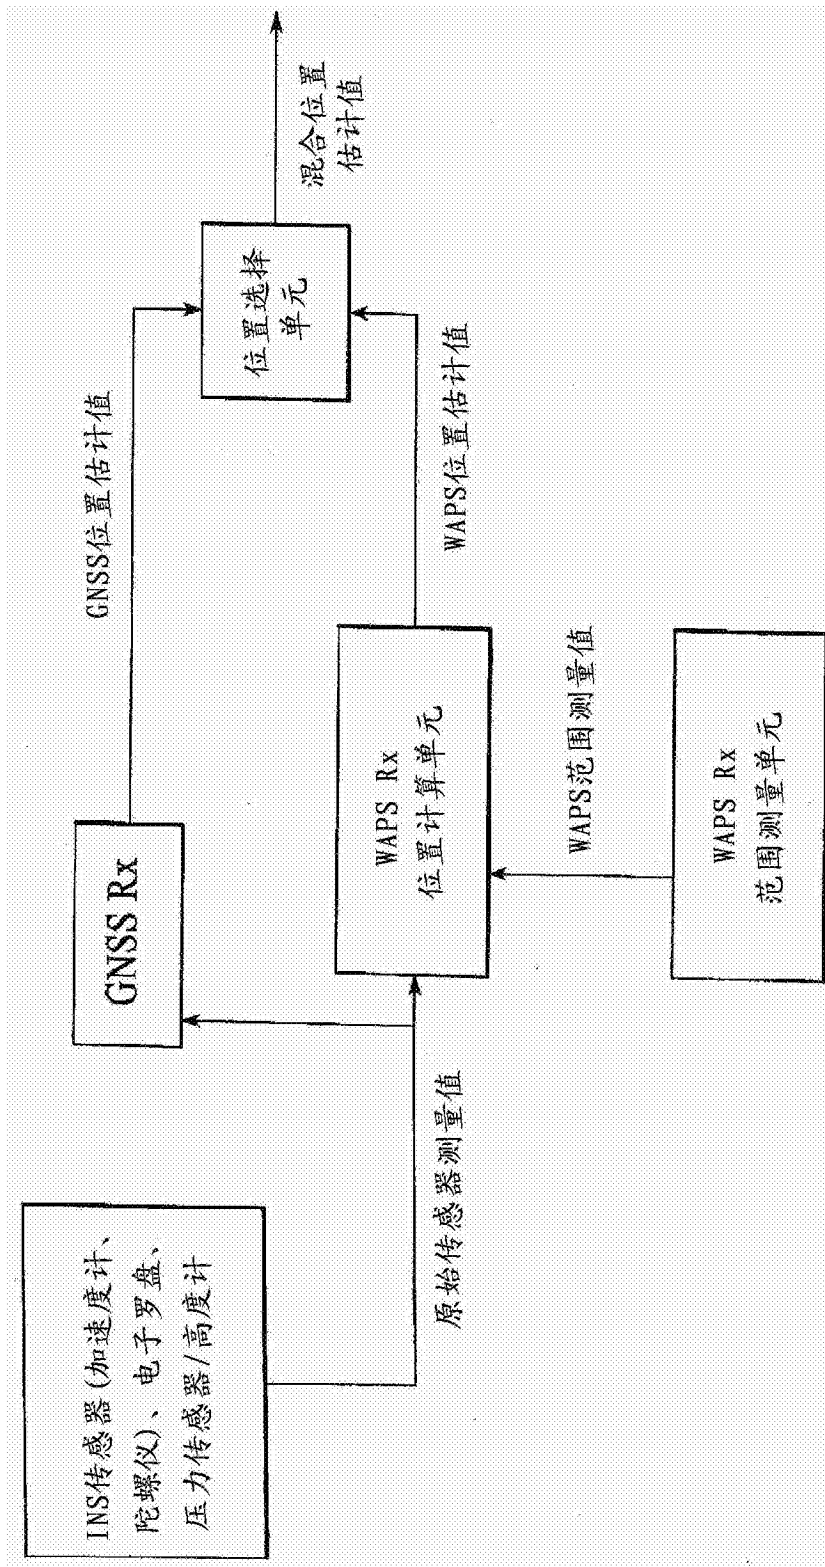 INS传感器(加速度计、
陀螺仪)、电子罗盘、
压力传感器/高度计
原始传感器测量值
GNSS Rx
GNSS位置估计值
WAPS Rx
位置计算单元
WAPS位置估计值
WAPS Rx
范围测量单元
WAPS范围测量值
位置选择
单元
混合位置
估计值